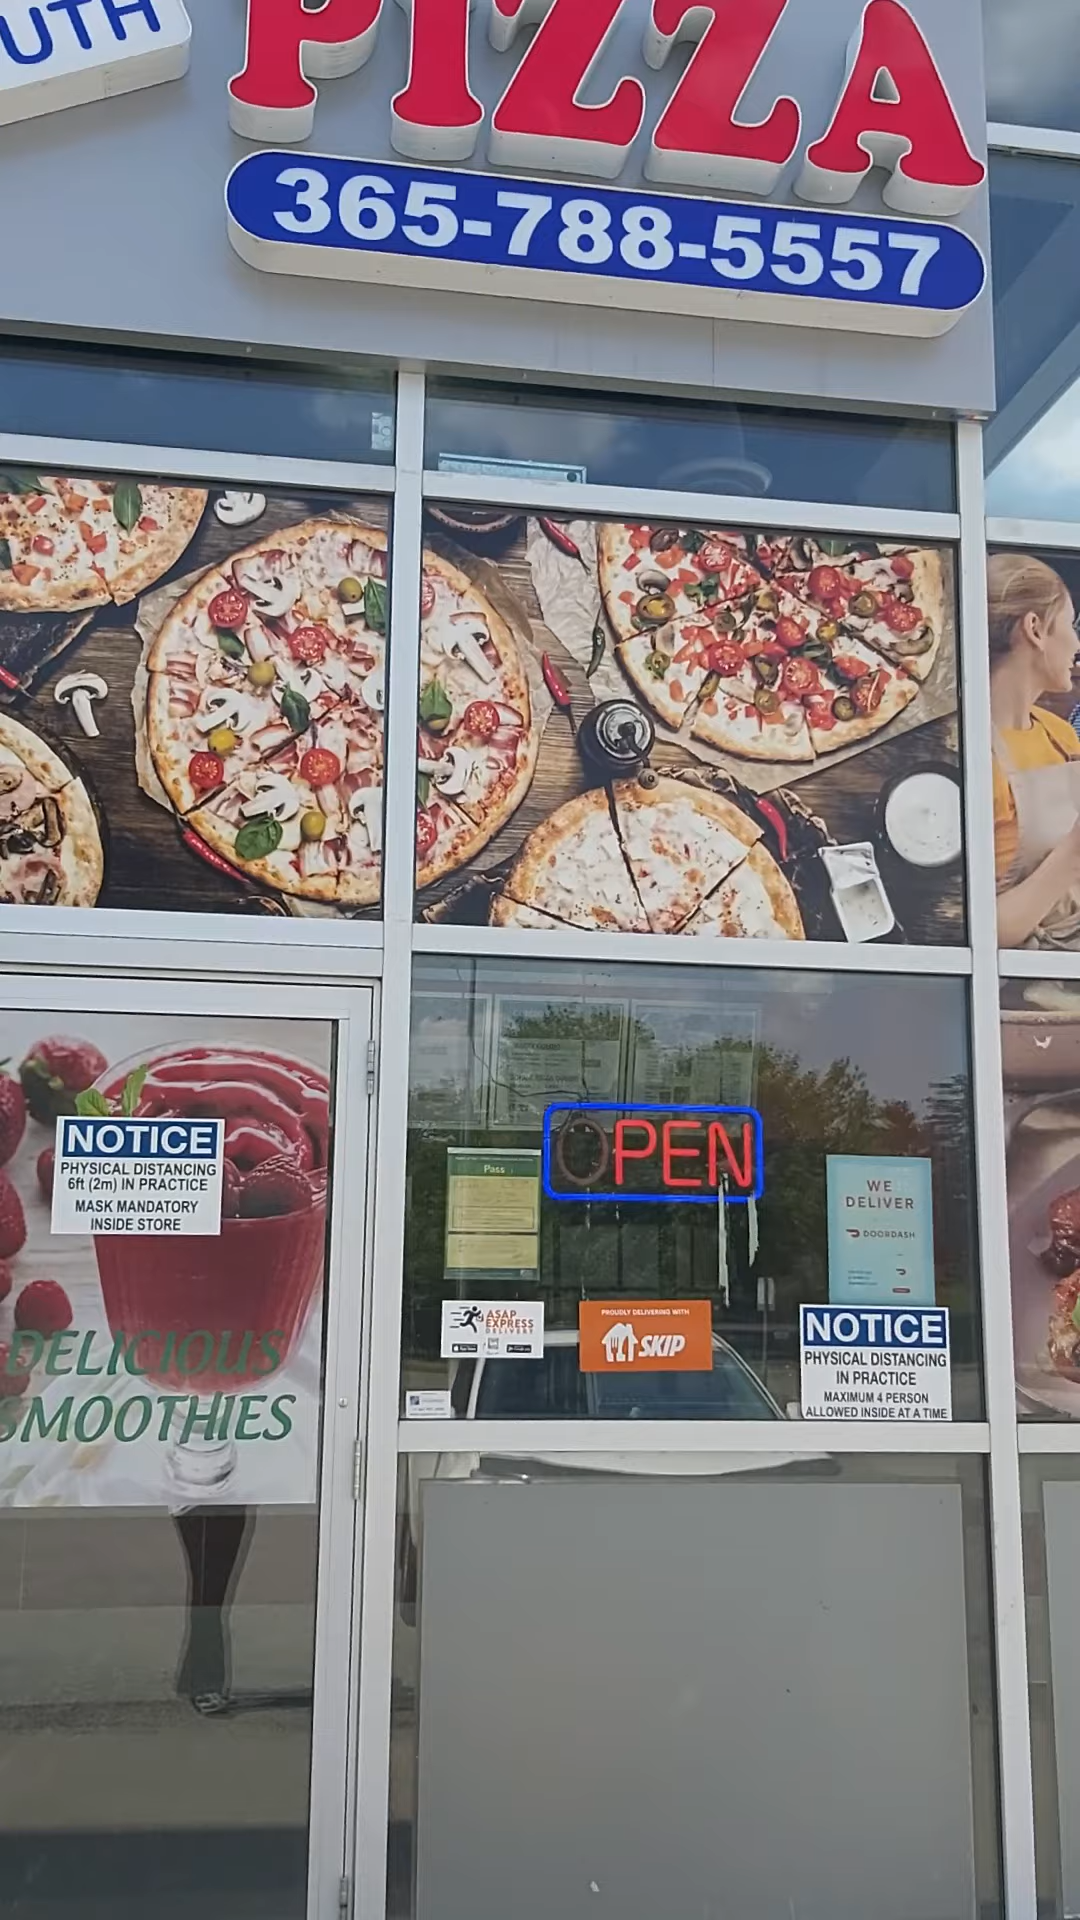 UTH
PIZZA
365-788-5557
NOTICE
PHYSICAL DISTANCING
6ft (2m) IN PRACTICE
MASK MANDATORY
INSIDE STORE
DELICIOUS
SMOOTHIES
OPEN
Pass
WE
DELIVER
DOORDASH
ASAP
EXPRESS
DELIVERY
PROUDLY DELIVERING WITH
SKIP
NOTICE
PHYSICAL DISTANCING
IN PRACTICE
MAXIMUM 4 PERSON
ALLOWED INSIDE AT A TIME